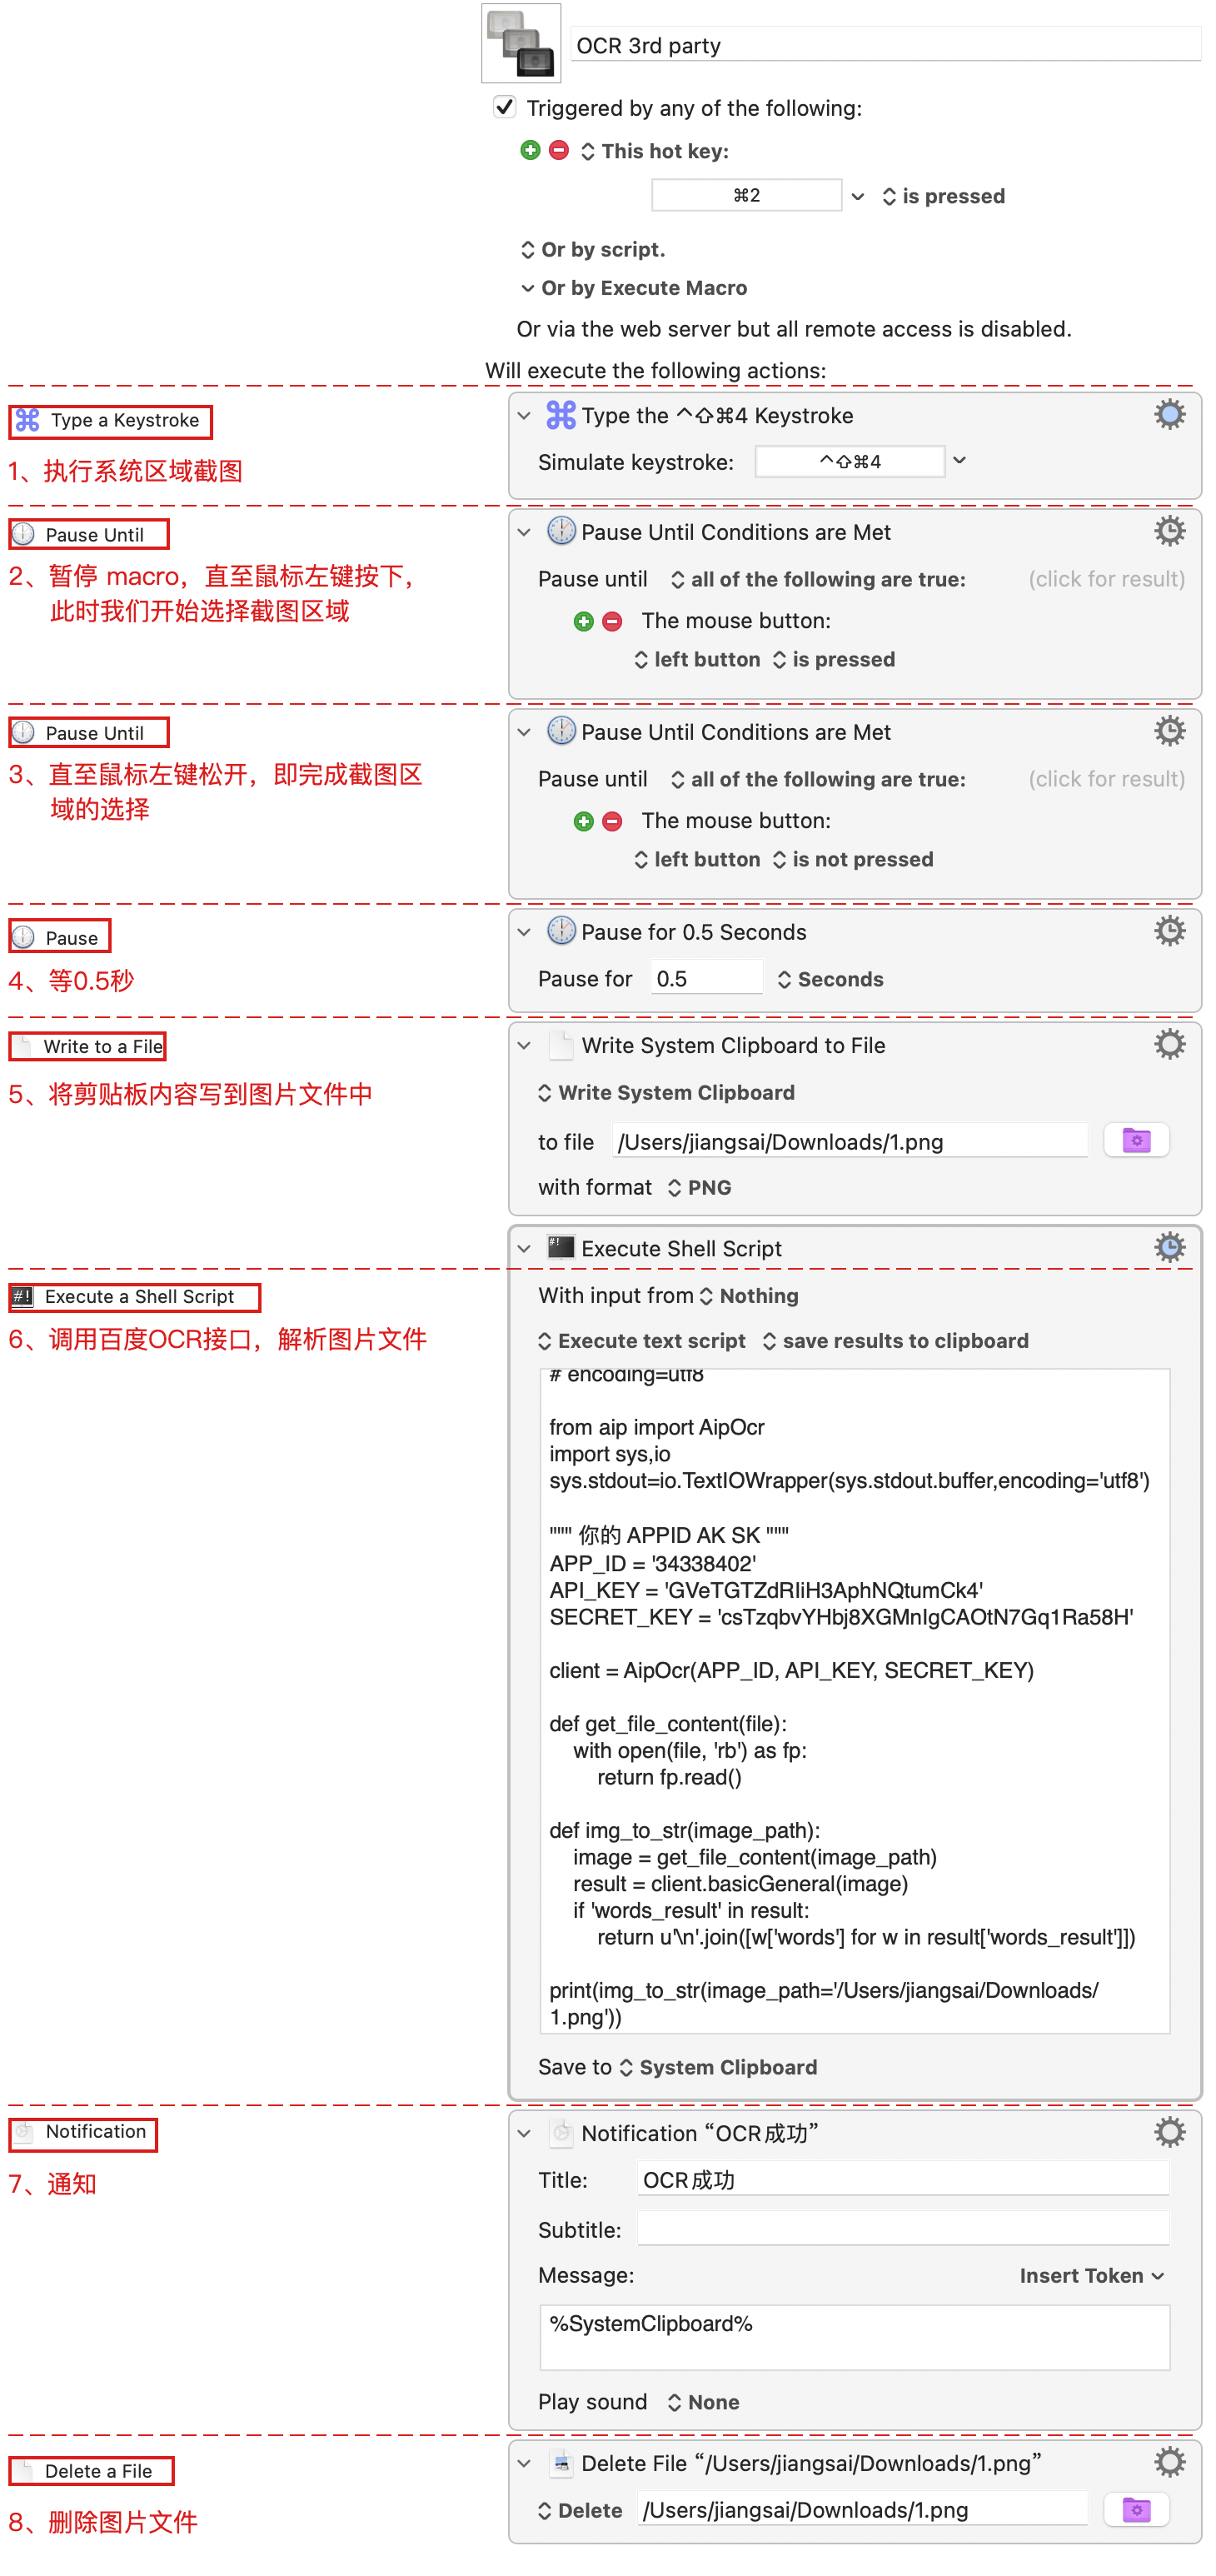 OCR 3rd party
Triggered by any of the following:
This hot key:
⌘2
is pressed
Or by script.
Or by Execute Macro
Or via the web server but all remote access is disabled.
Will execute the following actions:
Type a Keystroke
1、执行系统区域截图
Type the ^⇧⌘4 Keystroke
Simulate keystroke: ^⇧⌘4
Pause Until
2、暂停 macro，直至鼠标左键按下，
此时我们开始选择截图区域
Pause Until Conditions are Met
Pause until all of the following are true: (click for result)
The mouse button:
left button is pressed
Pause Until
3、直至鼠标左键松开，即完成截图区
域的选择
Pause Until Conditions are Met
Pause until all of the following are true: (click for result)
The mouse button:
left button is not pressed
Pause
4、等0.5秒
Pause for 0.5 Seconds
Pause for 0.5 Seconds
Write to a File
5、将剪贴板内容写到图片文件中
Write System Clipboard to File
Write System Clipboard
to file /Users/jiangsai/Downloads/1.png
with format PNG
Execute a Shell Script
6、调用百度OCR接口，解析图片文件
#!
Execute Shell Script
With input from Nothing
Execute text script save results to clipboard
# encoding=utf8
from aip import AipOcr
import sys,io
sys.stdout=io.TextIOWrapper(sys.stdout.buffer,encoding='utf8')
""" 你的 APPID AK SK """
APP_ID = '34338402'
API_KEY = 'GVeTGTZdRIiH3AphNQtumCk4'
SECRET_KEY = 'csTzqbvYHbj8XGMnIgCAOtN7Gq1Ra58H'
client = AipOcr(APP_ID, API_KEY, SECRET_KEY)
def get_file_content(file):
with open(file, 'rb') as fp:
return fp.read()
def img_to_str(image_path):
image = get_file_content(image_path)
result = client.basicGeneral(image)
if 'words_result' in result:
return u'\n'.join([w['words'] for w in result['words_result']])
print(img_to_str(image_path='/Users/jiangsai/Downloads/
1.png'))
Save to System Clipboard
Notification
7、通知
Notification “OCR成功”
Title: OCR成功
Subtitle:
Message: Insert Token
%SystemClipboard%
Play sound None
Delete a File
8、删除图片文件
Delete File “/Users/jiangsai/Downloads/1.png”
Delete /Users/jiangsai/Downloads/1.png